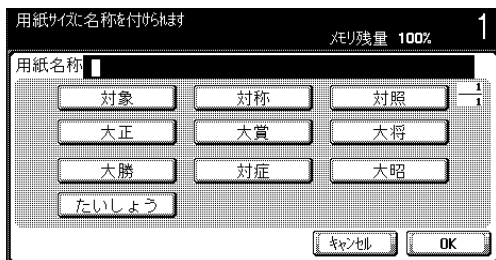 用紙ｻｲｽﾞに名称を付けられます
ﾒﾓﾘ残量 100% 1
用紙名称
対象 対称 対照 1/1
大正 大賞 大将
大勝 対症 大昭
たいしょう
ｷｬﾝｾﾙ OK